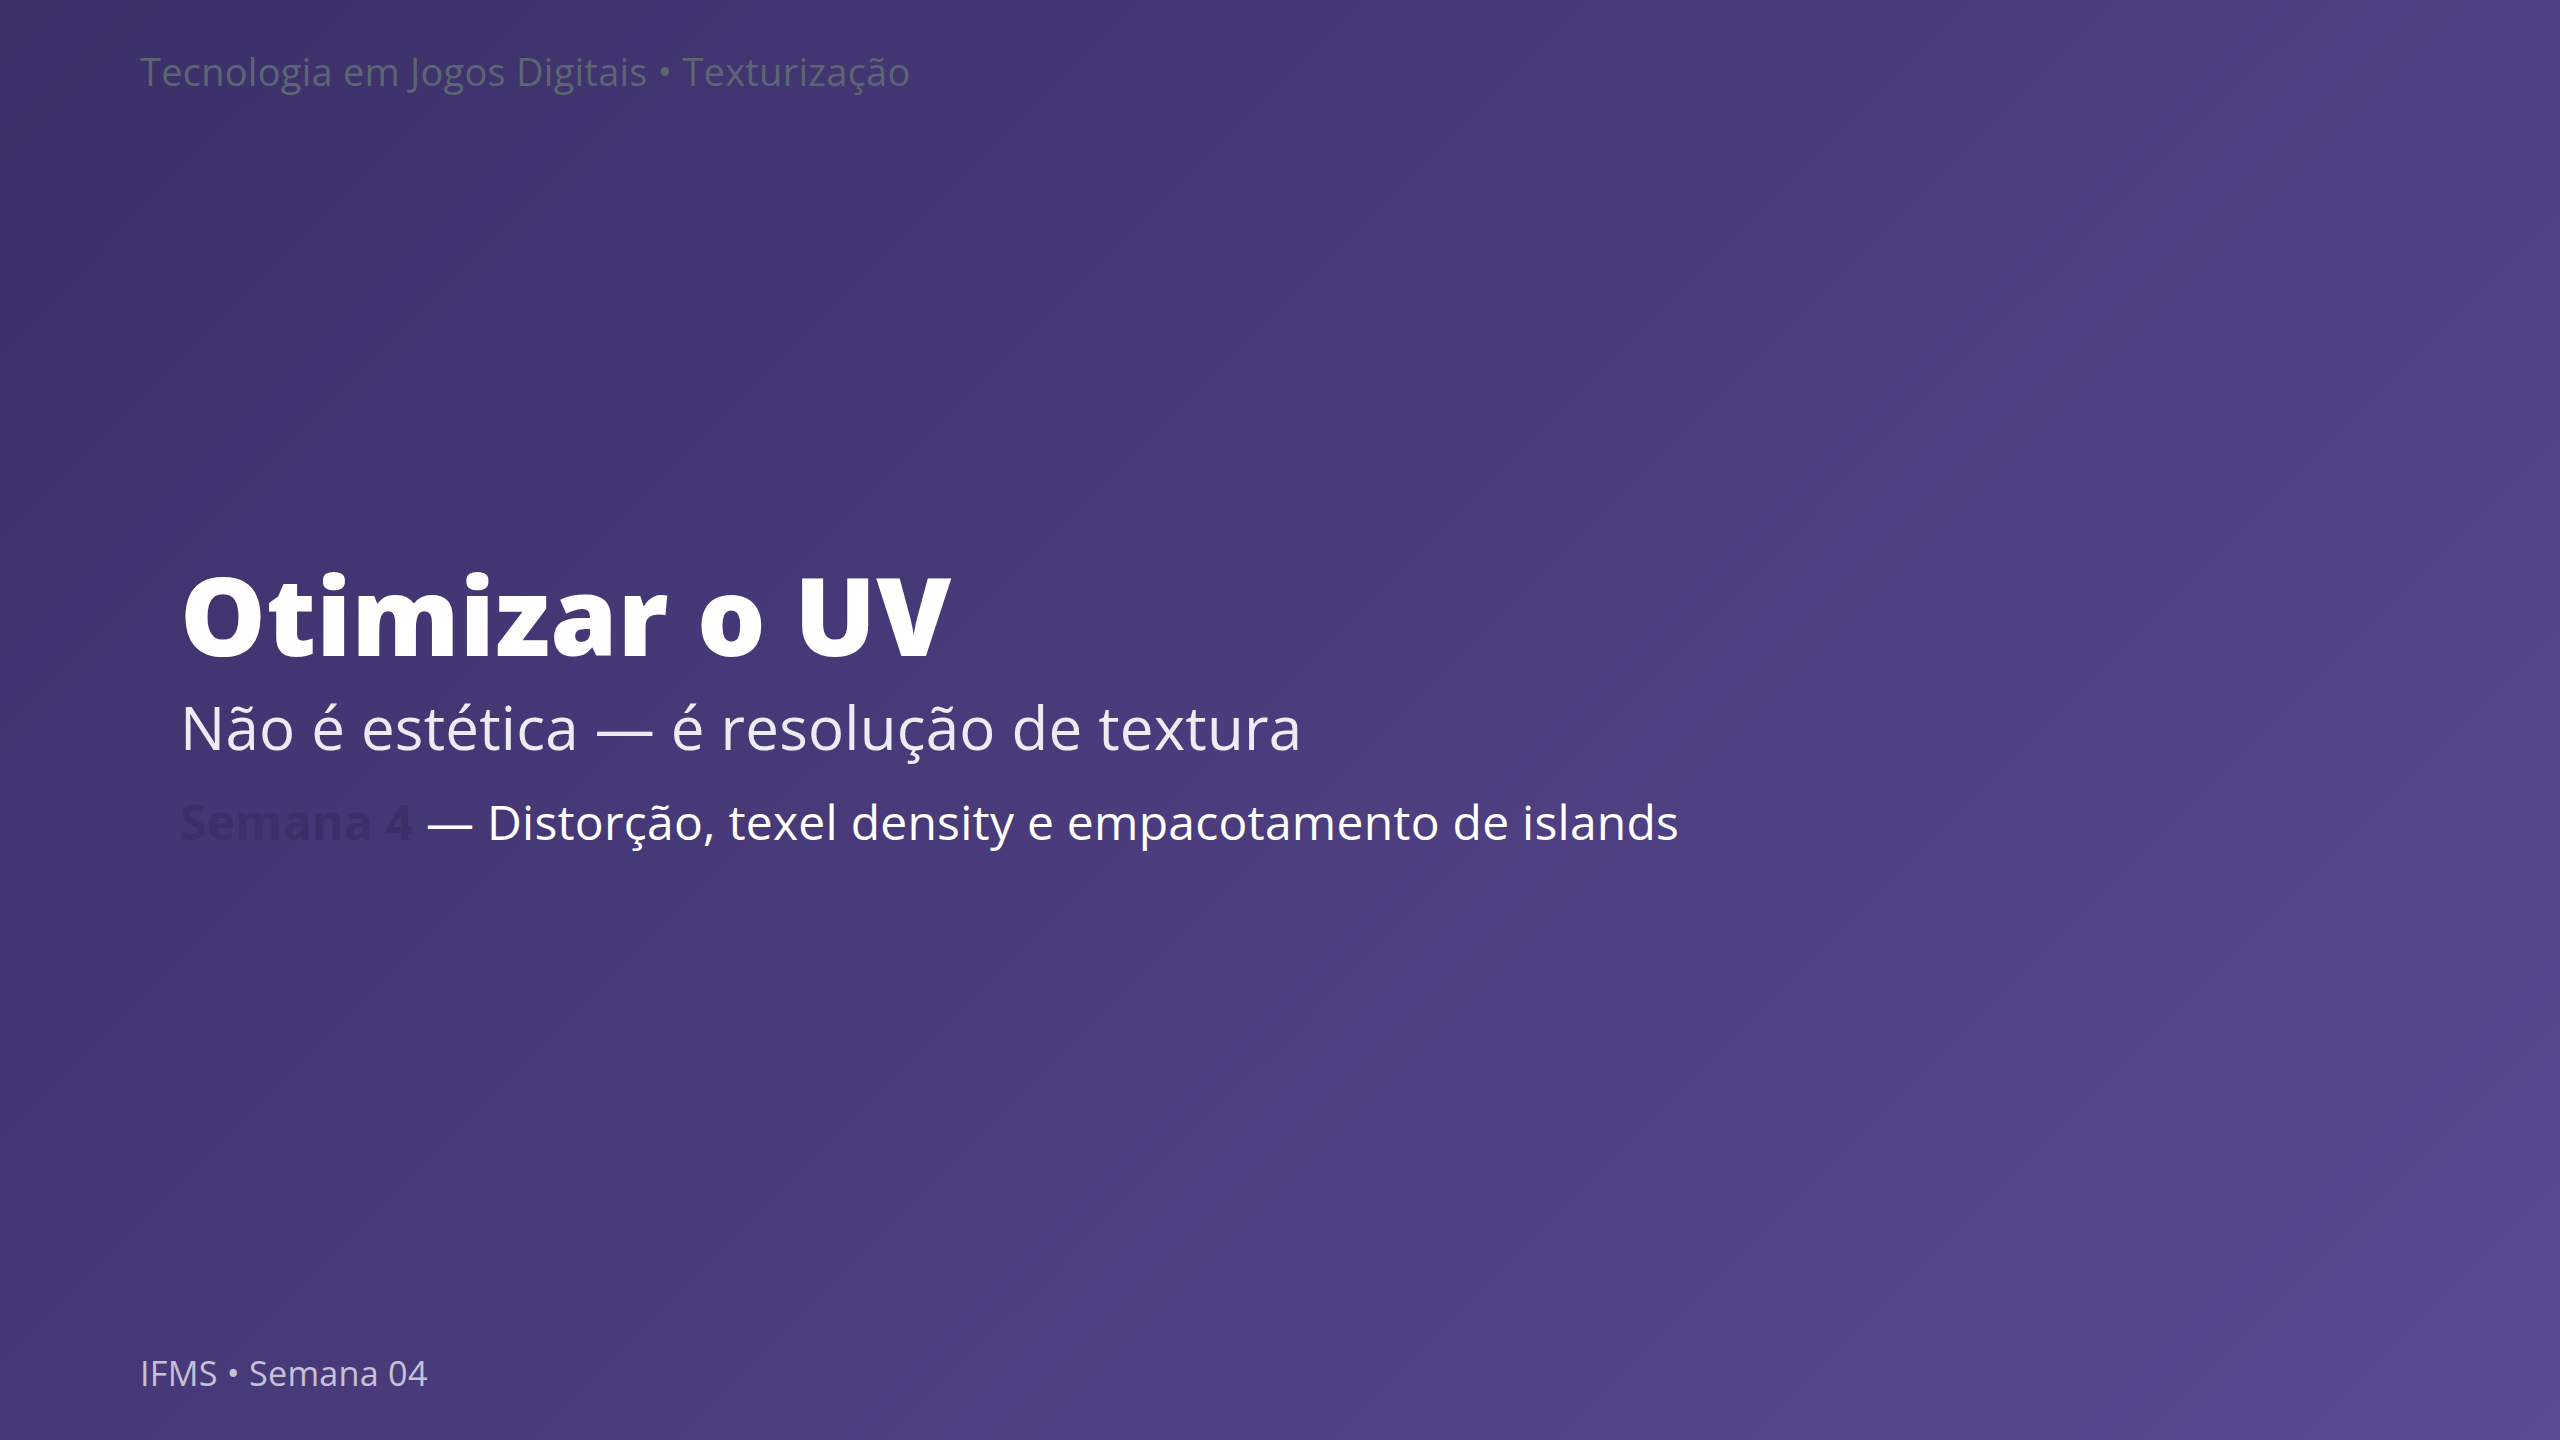 Tecnologia em Jogos Digitais • Texturização
Otimizar o UV
Não é estética — é resolução de textura
Semana 4 — Distorção, texel density e empacotamento de islands
IFMS • Semana 04